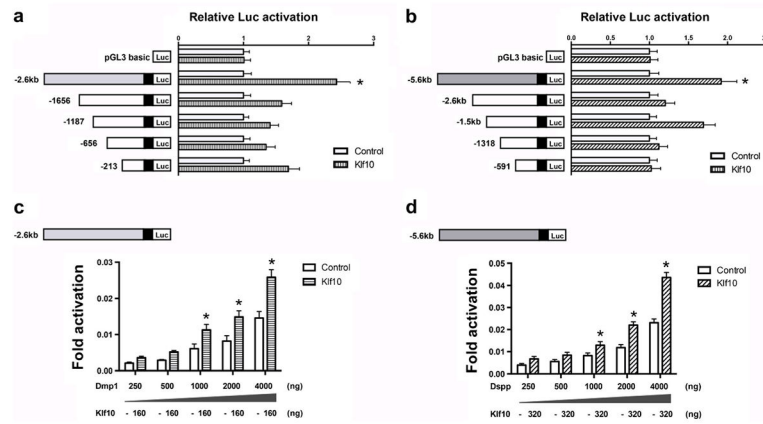 a
Relative Luc activation
0 1 2 3
pGL3 basic Luc
-2.6kb Luc *
-1656 Luc
-1187 Luc
-656 Luc
-213 Luc
Control
Klf10
b
Relative Luc activation
0.0 0.5 1.0 1.5 2.0
pGL3 basic Luc
-5.6kb Luc *
-2.6kb Luc
-1.5kb Luc
-1318 Luc
-591 Luc
Control
Klf10
c
-2.6kb Luc
Fold activation
0.03
0.02
0.01
0.00
Control
Klf10
* * *
Dmp1 250 500 1000 2000 4000 (ng)
Klf10 - 160 - 160 - 160 - 160 - 160 (ng)
d
-5.6kb Luc
Fold activation
0.05
0.04
0.03
0.02
0.01
0.00
Control
Klf10
* * *
Dspp 250 500 1000 2000 4000 (ng)
Klf10 - 320 - 320 - 320 - 320 - 320 (ng)